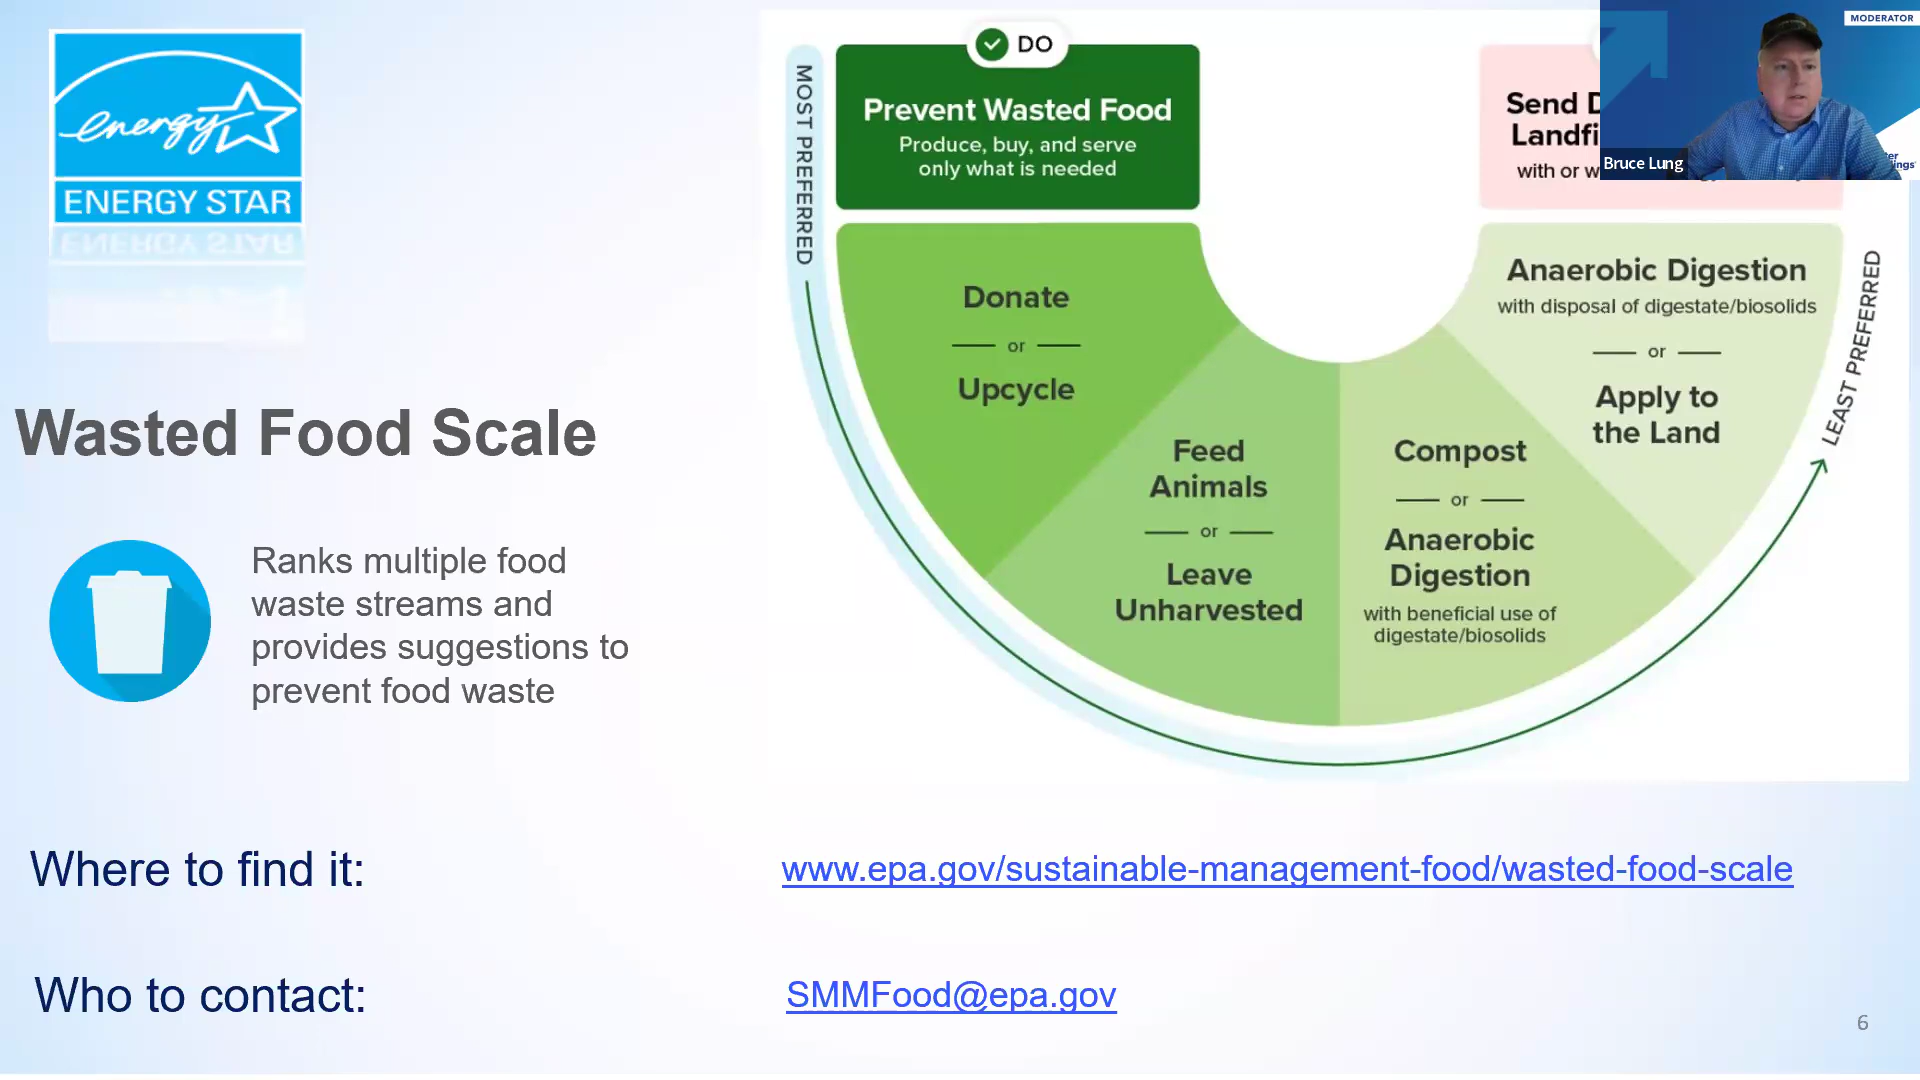 energy
ENERGY STAR
Wasted Food Scale
Ranks multiple food
waste streams and
provides suggestions to
prevent food waste
MOST PREFERRED
DO
Prevent Wasted Food
Produce, buy, and serve
only what is needed
Donate
or
Upcycle
Feed
Animals
or
Leave
Unharvested
Compost
or
Anaerobic
Digestion
with beneficial use of
digestate/biosolids
Anaerobic Digestion
with disposal of digestate/biosolids
or
Apply to
the Land
LEAST PREFERRED
Send
with or
MODERATOR
Bruce Lung
Where to find it:
www.epa.gov/sustainable-management-food/wasted-food-scale
Who to contact:
SMMFood@epa.gov
6